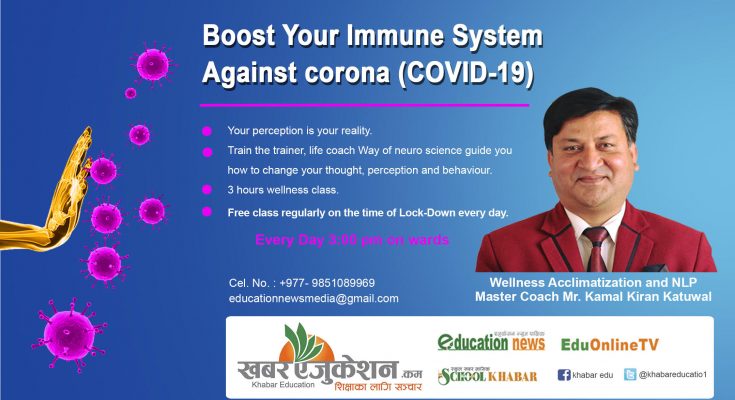 Boost Your Immune System
Against corona (COVID-19)
Your perception is your reality.
Train the trainer, life coach Way of neuro science guide you
how to change your thought, perception and behaviour.
3 hours wellness class.
Free class regularly on the time of Lock-Down every day.
Every Day 3:00 pm on wards
Cel. No. : +977- 9851089969
educationnewsmedia@gmail.com
Wellness Acclimatization and NLP
Master Coach Mr. Kamal Kiran Katuwal
खबर एजुकेशन.कम
Khabar Education
शिक्षाका लागि सञ्चार
education news
EduOnlineTV
SCHOOL KHABAR
khabar edu
@khabareducatio1